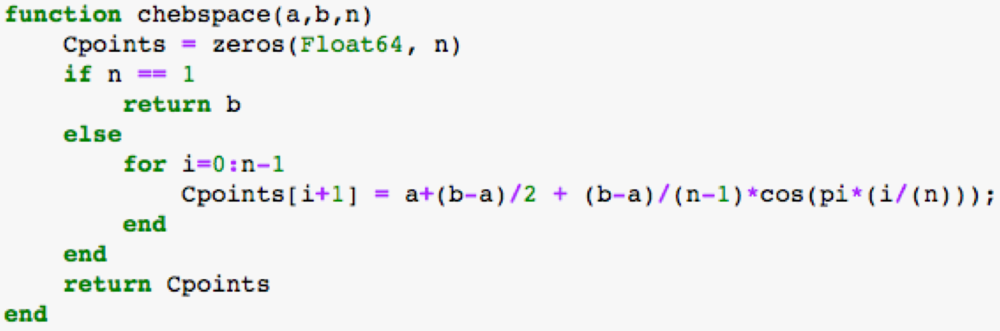 function chebspace(a,b,n)
    Cpoints = zeros(Float64, n)
    if n == 1
        return b
    else
        for i=0:n-1
            Cpoints[i+1] = a+(b-a)/2 + (b-a)/(n-1)*cos(pi*(i/(n)));
        end
    end
    return Cpoints
end